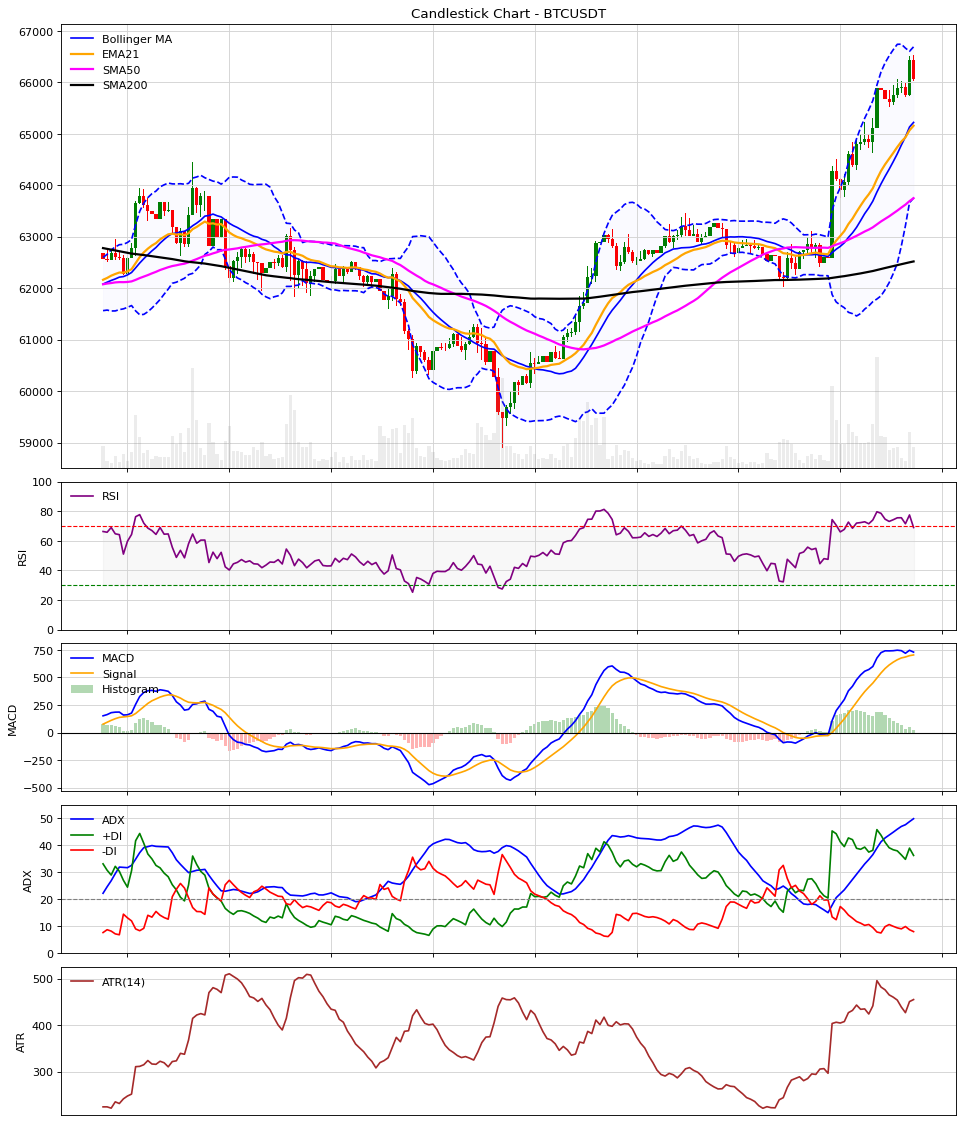 Candlestick Chart - BTCUSDT
67000
66000
65000
64000
63000
62000
61000
60000
59000
Bollinger MA
EMA21
SMA50
SMA200
100
80
60
40
20
0
RSI
RSI
750
500
250
0
−250
−500
MACD
MACD
Signal
Histogram
50
40
30
20
10
0
ADX
ADX
+DI
-DI
500
400
300
ATR
ATR(14)